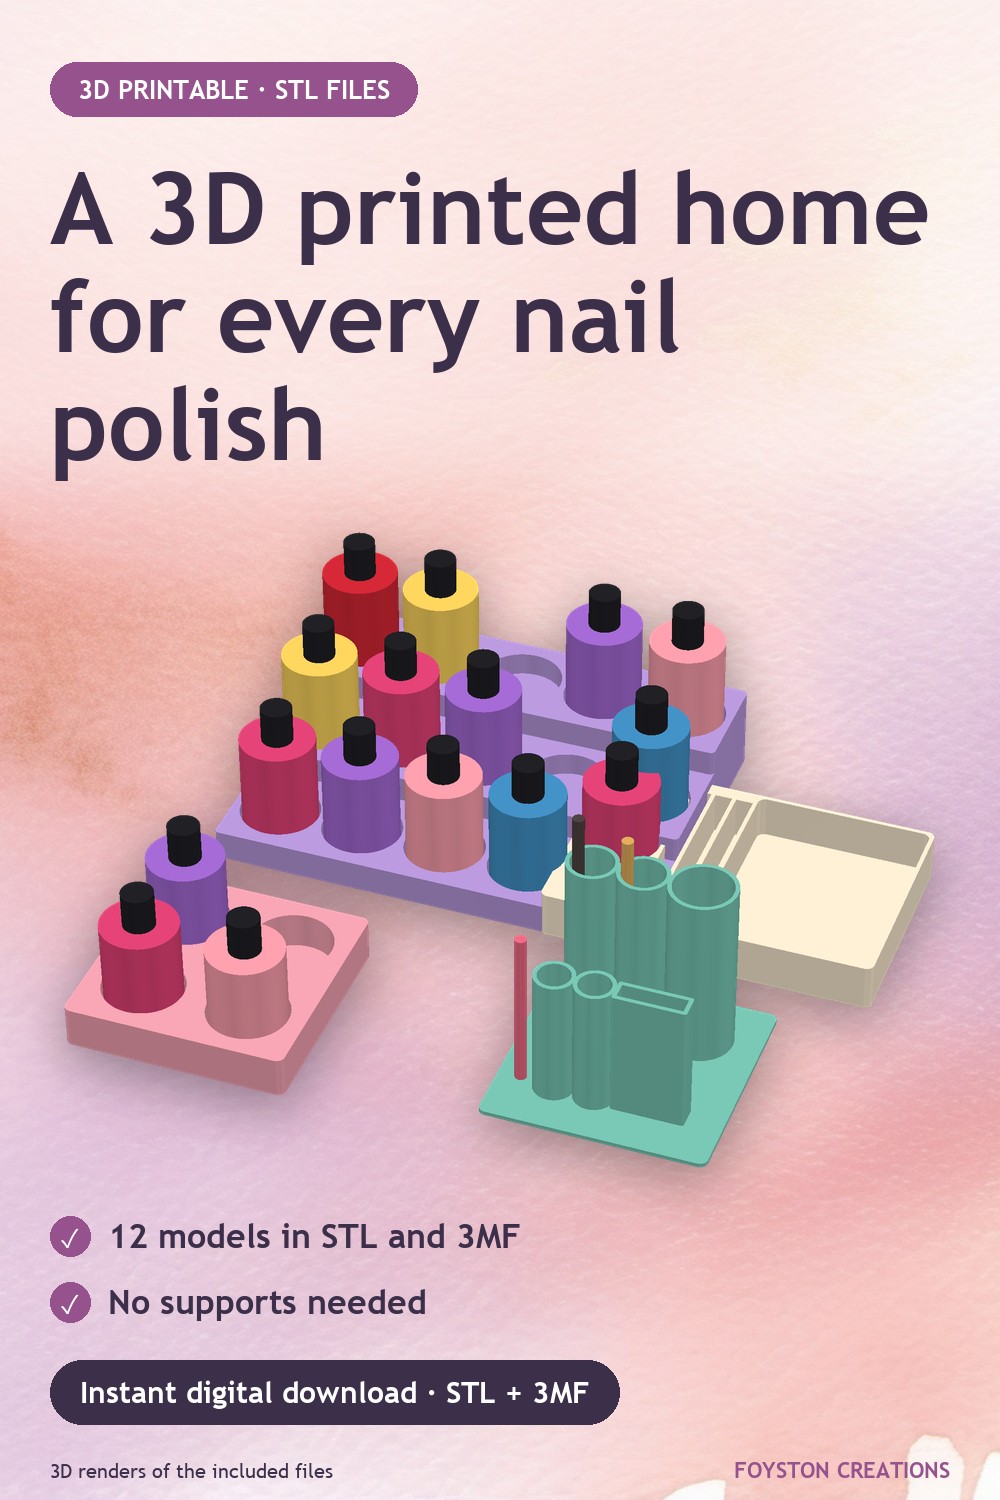 3D PRINTABLE · STL FILES
A 3D printed home
for every nail
polish
✓ 12 models in STL and 3MF
✓ No supports needed
Instant digital download · STL + 3MF
3D renders of the included files
FOYSTON CREATIONS